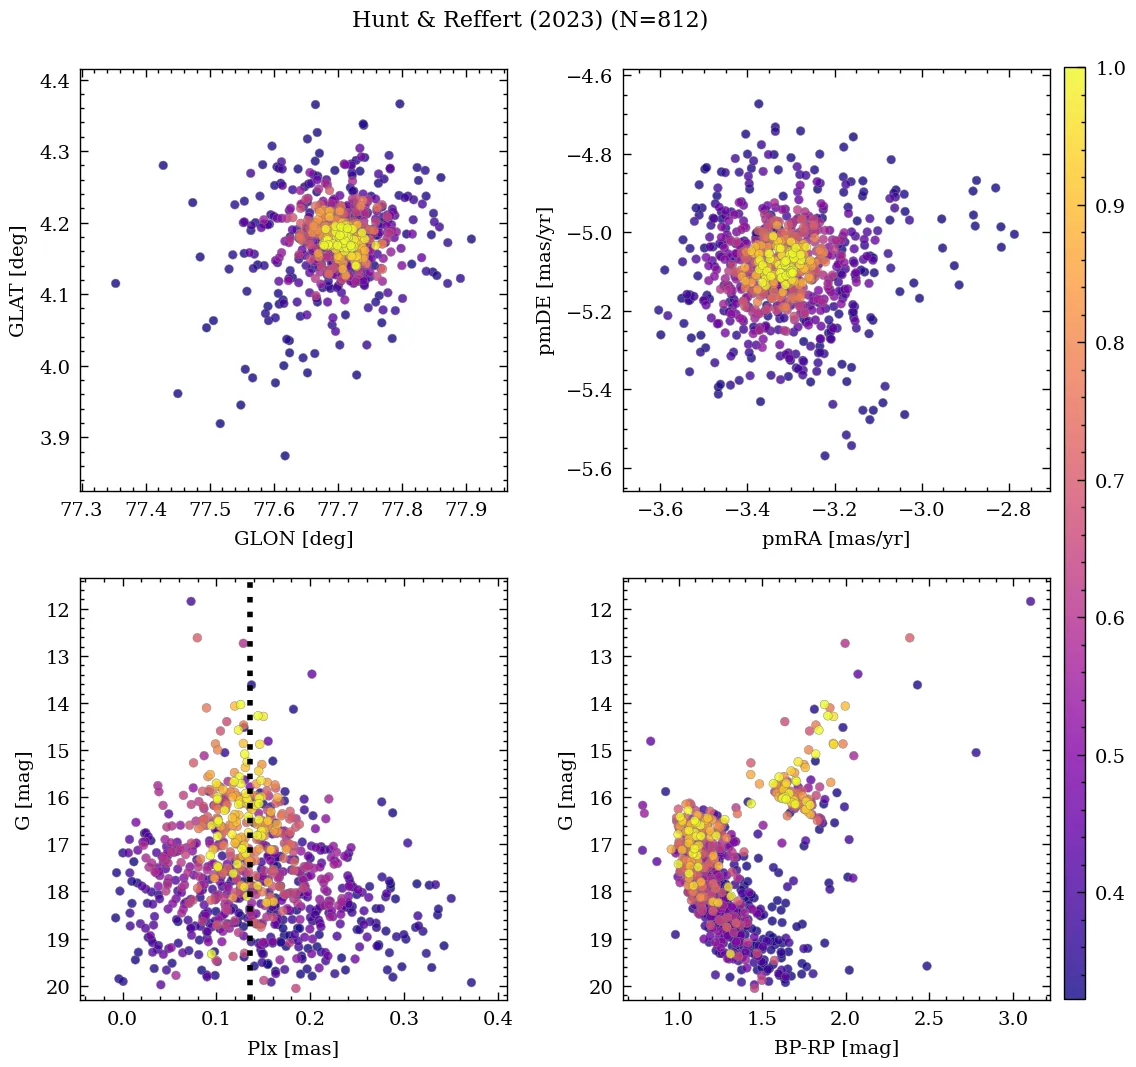 Hunt & Reffert (2023) (N=812)
4.4
4.3
4.2
4.1
4.0
3.9
GLAT [deg]
77.3 77.4 77.5 77.6 77.7 77.8 77.9
GLON [deg]
−4.6
−4.8
−5.0
−5.2
−5.4
−5.6
pmDE [mas/yr]
−3.6 −3.4 −3.2 −3.0 −2.8
pmRA [mas/yr]
1.0
0.9
0.8
0.7
0.6
0.5
0.4
12
13
14
15
16
17
18
19
20
G [mag]
0.0 0.1 0.2 0.3 0.4
Plx [mas]
12
13
14
15
16
17
18
19
20
G [mag]
1.0 1.5 2.0 2.5 3.0
BP-RP [mag]